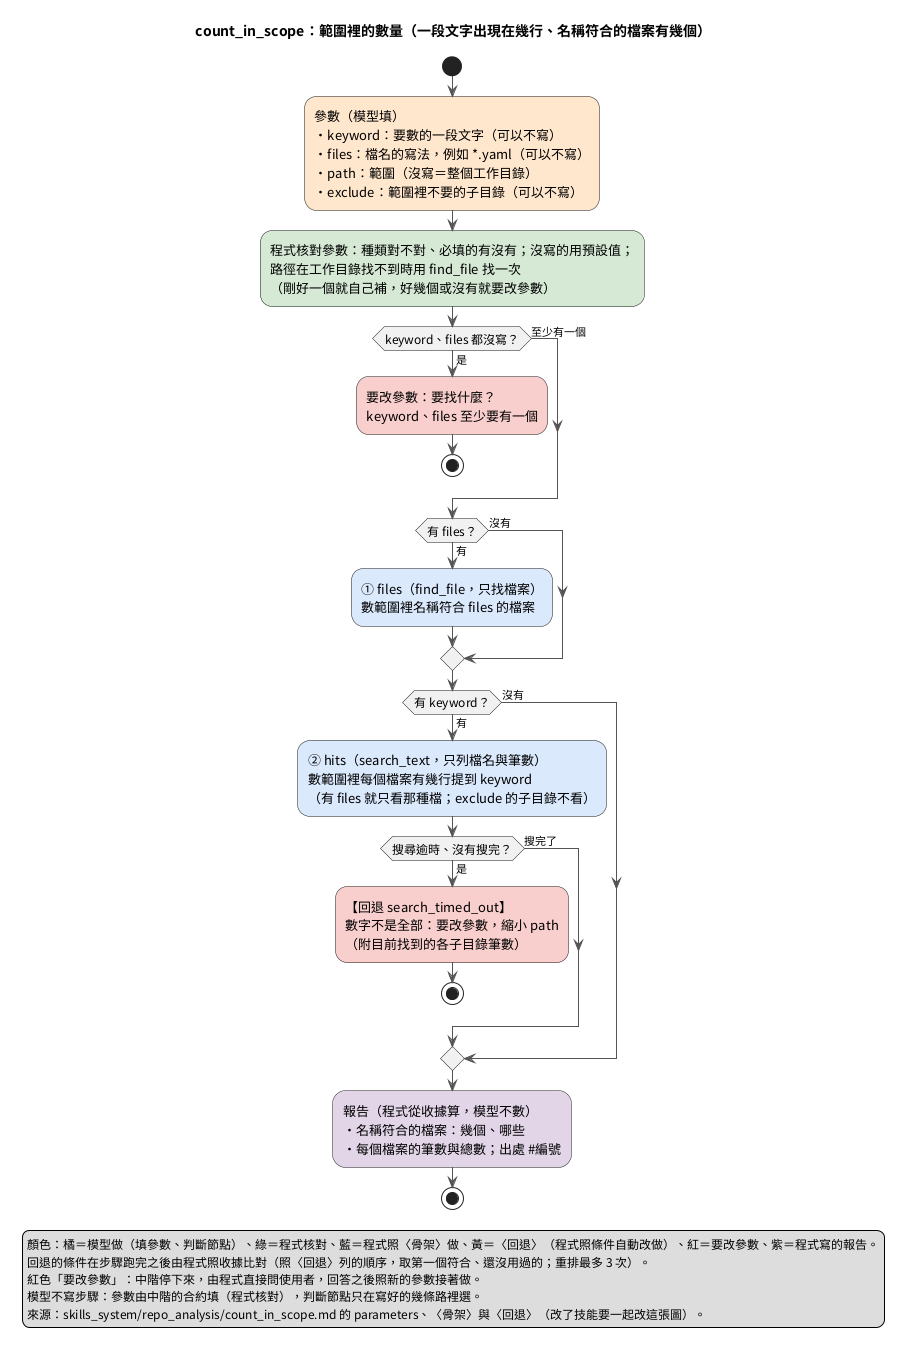 count_in_scope：範圍裡的數量（一段文字出現在幾行、名稱符合的檔案有幾個）
參數（模型填）
・keyword：要數的一段文字（可以不寫）
・files：檔名的寫法，例如 *.yaml（可以不寫）
・path：範圍（沒寫＝整個工作目錄）
・exclude：範圍裡不要的子目錄（可以不寫）
程式核對參數：種類對不對、必填的有沒有；沒寫的用預設值；
路徑在工作目錄找不到時用 find_file 找一次
（剛好一個就自己補，好幾個或沒有就要改參數）
keyword、files 都沒寫？
至少有一個
是
要改參數：要找什麼？
keyword、files 至少要有一個
有 files？
沒有
有
① files（find_file，只找檔案）
數範圍裡名稱符合 files 的檔案
有 keyword？
沒有
有
② hits（search_text，只列檔名與筆數）
數範圍裡每個檔案有幾行提到 keyword
（有 files 就只看那種檔；exclude 的子目錄不看）
搜尋逾時、沒有搜完？
搜完了
是
【回退 search_timed_out】
數字不是全部：要改參數，縮小 path
（附目前找到的各子目錄筆數）
報告（程式從收據算，模型不數）
・名稱符合的檔案：幾個、哪些
・每個檔案的筆數與總數；出處 #編號
顏色：橘＝模型做（填參數、判斷節點）、綠＝程式核對、藍＝程式照〈骨架〉做、黃＝〈回退〉（程式照條件自動改做）、紅＝要改參數、紫＝程式寫的報告。
回退的條件在步驟跑完之後由程式照收據比對（照〈回退〉列的順序，取第一個符合、還沒用過的；重排最多 3 次）。
紅色「要改參數」：中階停下來，由程式直接問使用者，回答之後照新的參數接著做。
模型不寫步驟：參數由中階的合約填（程式核對），判斷節點只在寫好的幾條路裡選。
來源：skills_system/repo_analysis/count_in_scope.md 的 parameters、〈骨架〉與〈回退〉（改了技能要一起改這張圖）。